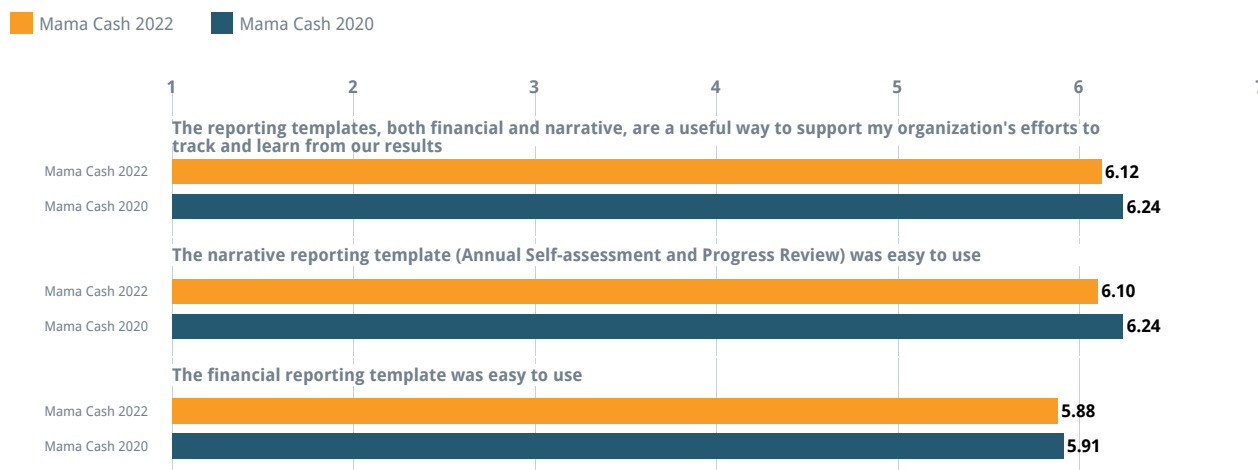 Mama Cash 2022 Mama Cash 2020
1 2 3 4 5 6 7
The reporting templates, both financial and narrative, are a useful way to support my organization's efforts to
track and learn from our results
Mama Cash 2022 6.12
Mama Cash 2020 6.24
The narrative reporting template (Annual Self-assessment and Progress Review) was easy to use
Mama Cash 2022 6.10
Mama Cash 2020 6.24
The financial reporting template was easy to use
Mama Cash 2022 5.88
Mama Cash 2020 5.91